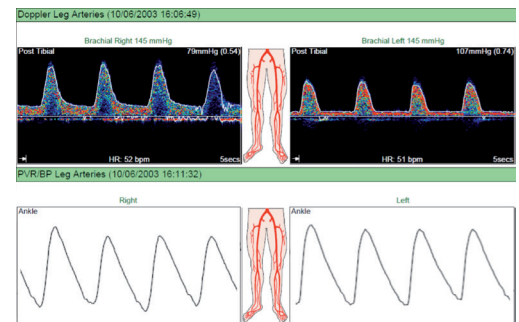 Doppler Leg Arteries (10/06/2003 16:06:49)
Brachial Right 145 mmHg
Brachial Left 145 mmHg
Post Tibial 79mmHg (0.54)
Post Tibial 107mmHg (0.74)
HR: 52 bpm 5secs
HR: 51 bpm 5secs
PVR/BP Leg Arteries (10/06/2003 16:11:32)
Right
Left
Ankle
Ankle